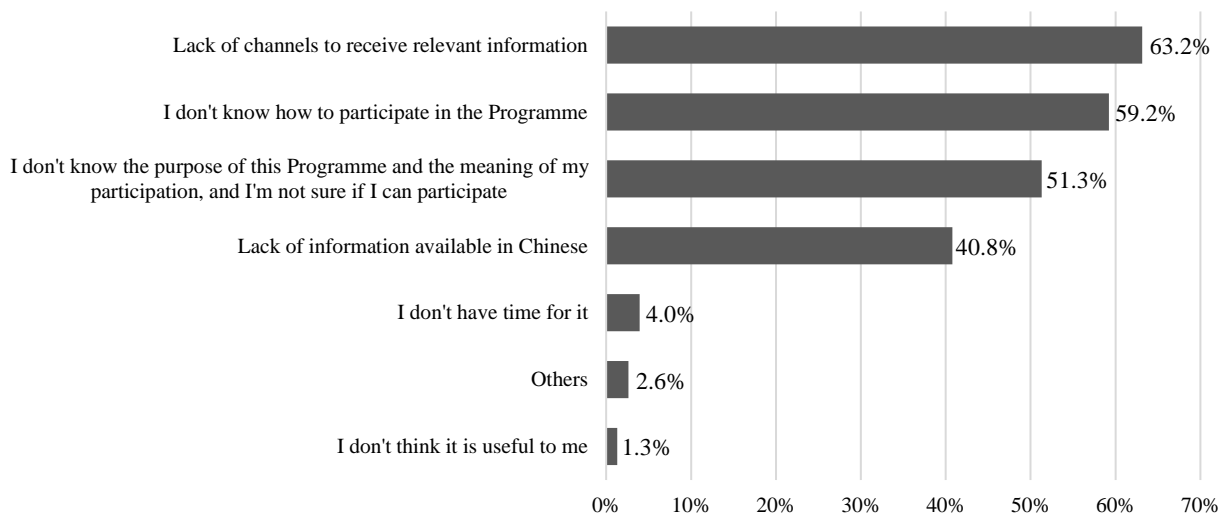 Lack of channels to receive relevant information
63.2%
I don't know how to participate in the Programme
59.2%
I don't know the purpose of this Programme and the meaning of my
participation, and I'm not sure if I can participate
51.3%
Lack of information available in Chinese
40.8%
I don't have time for it
4.0%
Others
2.6%
I don't think it is useful to me
1.3%
0% 10% 20% 30% 40% 50% 60% 70%